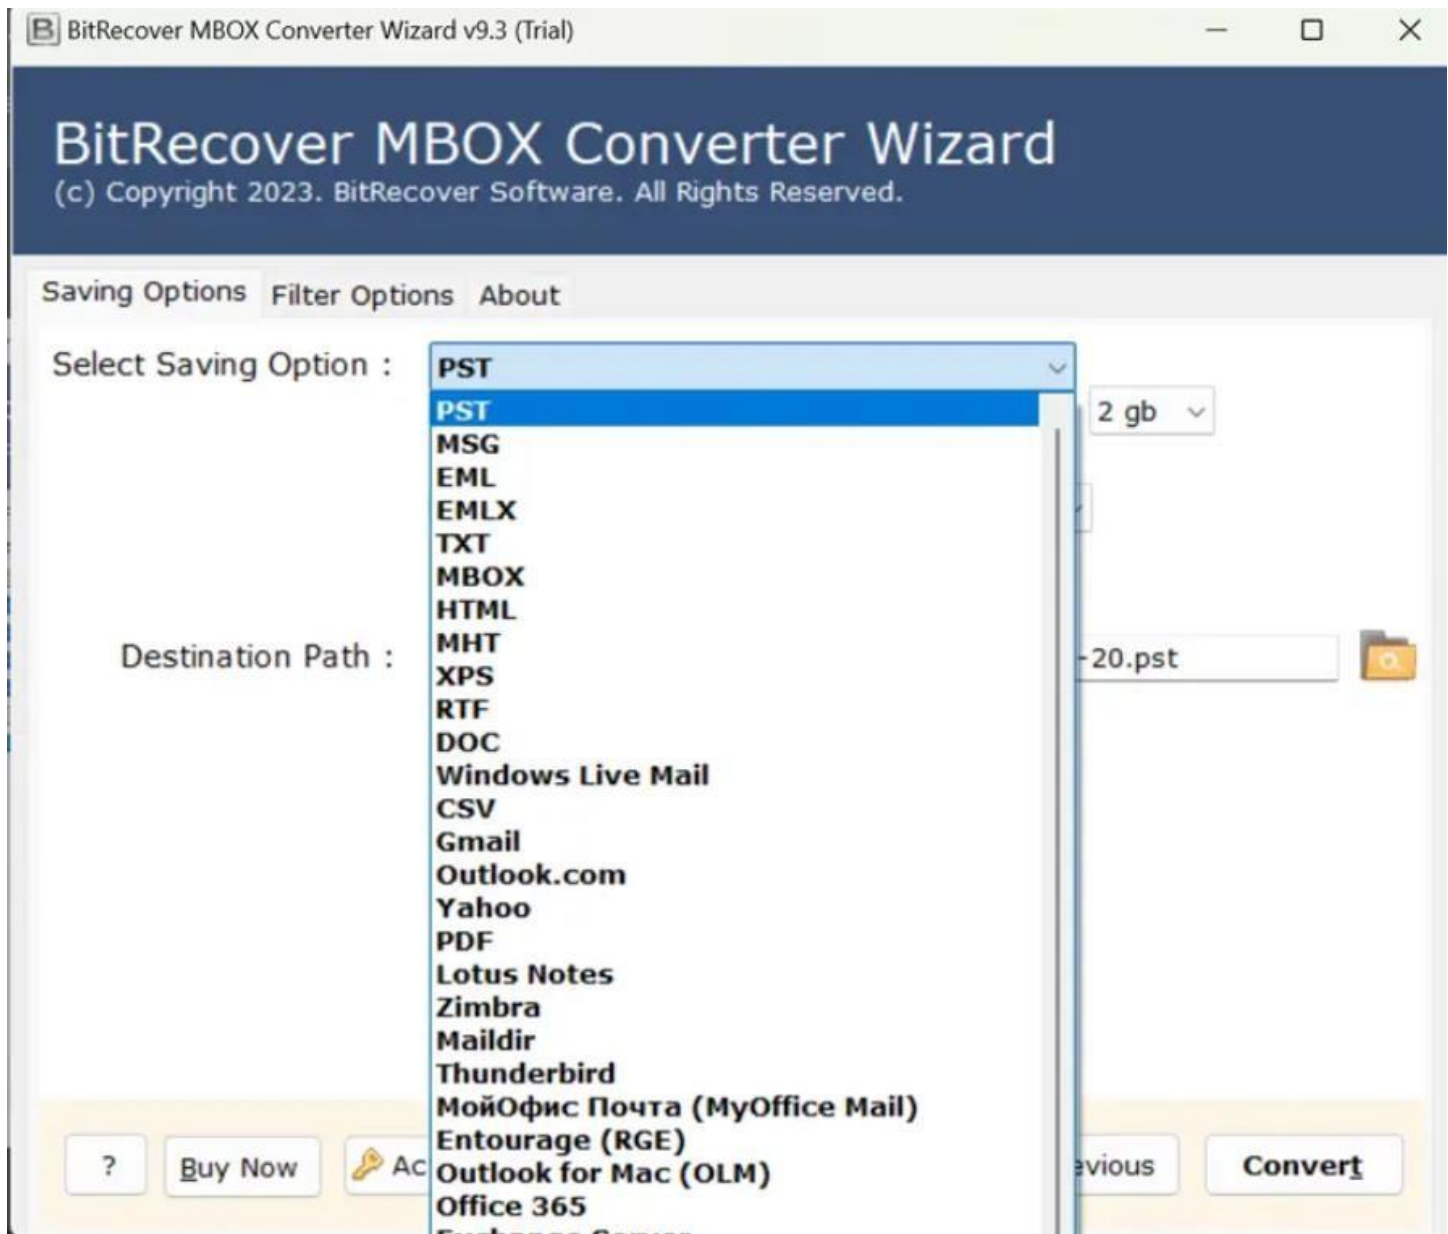 BitRecover MBOX Converter Wizard v9.3 (Trial)
BitRecover MBOX Converter Wizard
(c) Copyright 2023. BitRecover Software. All Rights Reserved.
Saving Options Filter Options About
Select Saving Option : PST
PST
2 gb
MSG
EML
EMLX
TXT
MBOX
HTML
MHT
Destination Path : -20.pst
XPS
RTF
DOC
Windows Live Mail
CSV
Gmail
Outlook.com
Yahoo
PDF
Lotus Notes
Zimbra
Maildir
Thunderbird
МойОфис Почта (MyOffice Mail)
Entourage (RGE)
Outlook for Mac (OLM)
Office 365
? Buy Now Ac evious Convert